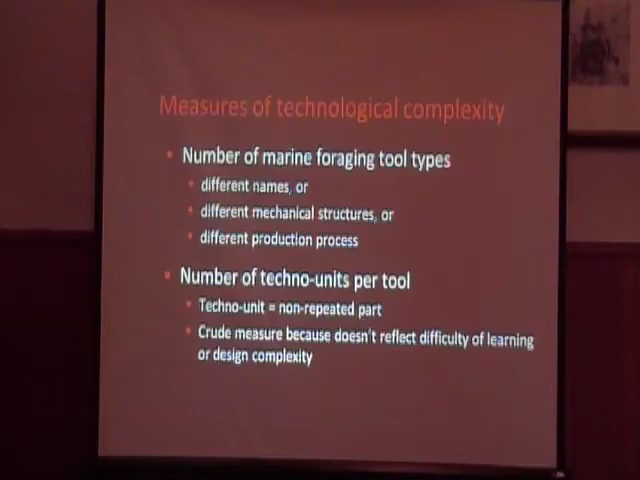 Measures of technological complexity
• Number of marine foraging tool types
• different names, or
• different mechanical structures, or
• different production process
• Number of techno-units per tool
• Techno-unit = non-repeated part
• Crude measure because doesn't reflect difficulty of learning
or design complexity